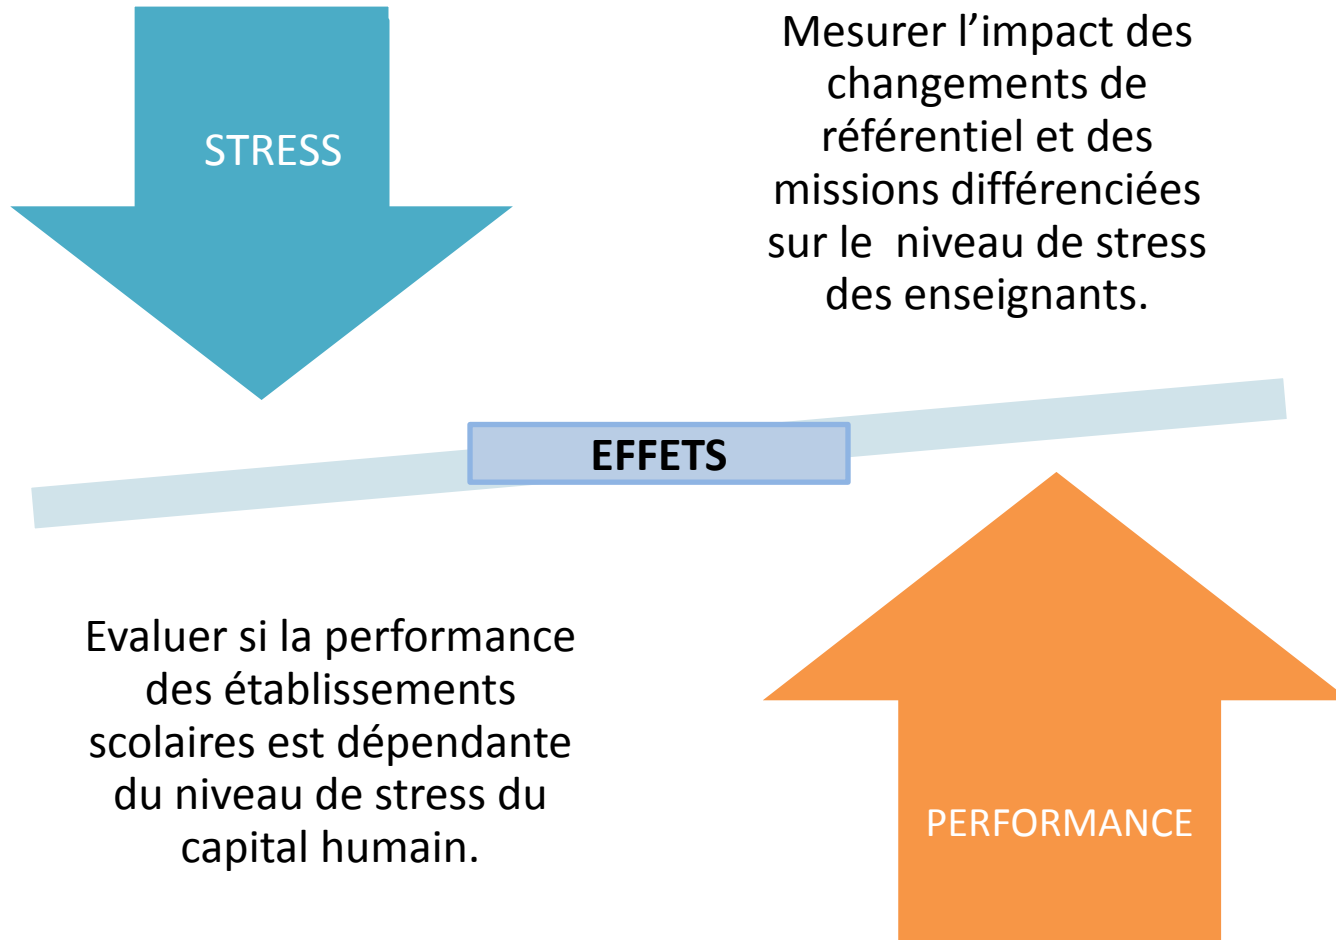 STRESS
Mesurer l’impact des
changements de
référentiel et des
missions différenciées
sur le  niveau de stress
des enseignants.
EFFETS
Evaluer si la performance
des établissements
scolaires est dépendante
du niveau de stress du
capital humain.
PERFORMANCE